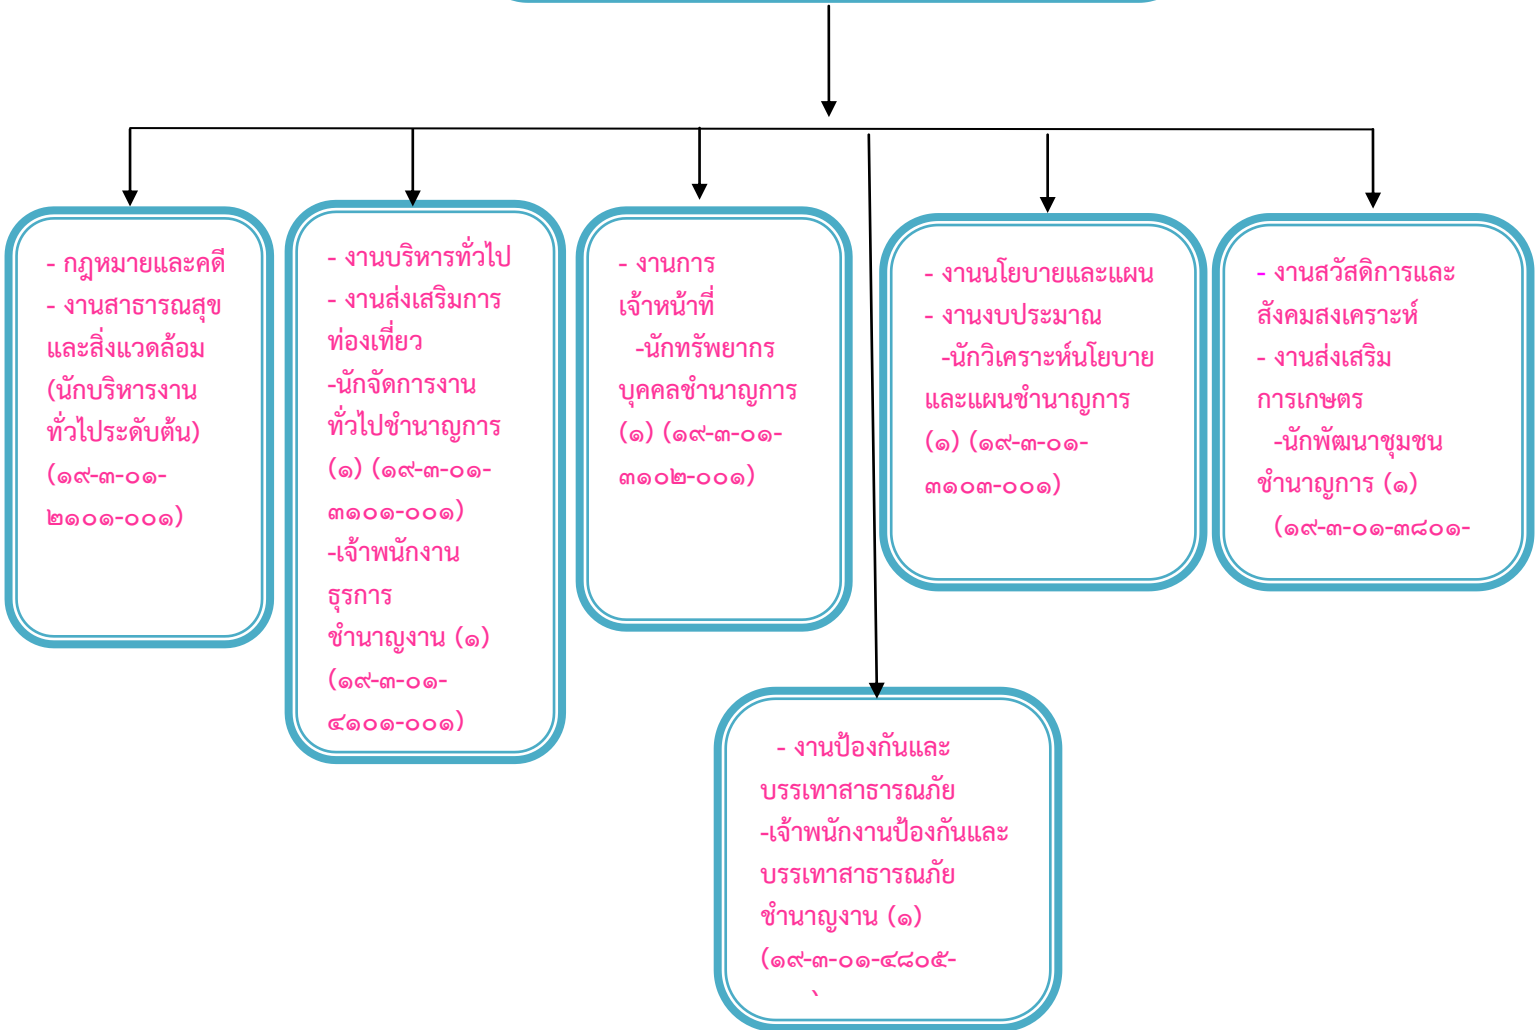 - กฎหมายและคดี
- งานสาธารณสุข
และสิ่งแวดล้อม
(นักบริหารงาน
ทั่วไประดับต้น)
(๑๙-๓-๐๑-
๒๑๐๑-๐๐๑)
- งานบริหารทั่วไป
- งานส่งเสริมการ
ท่องเที่ยว
-นักจัดการงาน
ทั่วไปชำนาญการ
(๑) (๑๙-๓-๐๑-
๓๑๐๑-๐๐๑)
-เจ้าพนักงาน
ธุรการ
ชำนาญงาน (๑)
(๑๙-๓-๐๑-
๔๑๐๑-๐๐๑)
- งานการ
เจ้าหน้าที่
-นักทรัพยากร
บุคคลชำนาญการ
(๑) (๑๙-๓-๐๑-
๓๑๐๒-๐๐๑)
- งานนโยบายและแผน
- งานงบประมาณ
-นักวิเคราะห์นโยบาย
และแผนชำนาญการ
(๑) (๑๙-๓-๐๑-
๓๑๐๓-๐๐๑)
- งานสวัสดิการและ
สังคมสงเคราะห์
- งานส่งเสริม
การเกษตร
-นักพัฒนาชุมชน
ชำนาญการ (๑)
(๑๙-๓-๐๑-๓๘๐๑-
- งานป้องกันและ
บรรเทาสาธารณภัย
-เจ้าพนักงานป้องกันและ
บรรเทาสาธารณภัย
ชำนาญงาน (๑)
(๑๙-๓-๐๑-๔๘๐๕-